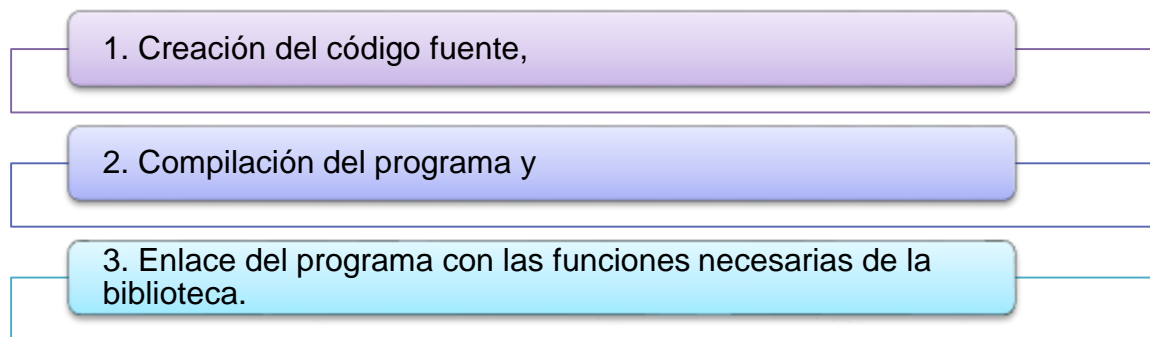 1. Creación del código fuente,
2. Compilación del programa y
3. Enlace del programa con las funciones necesarias de la
biblioteca.